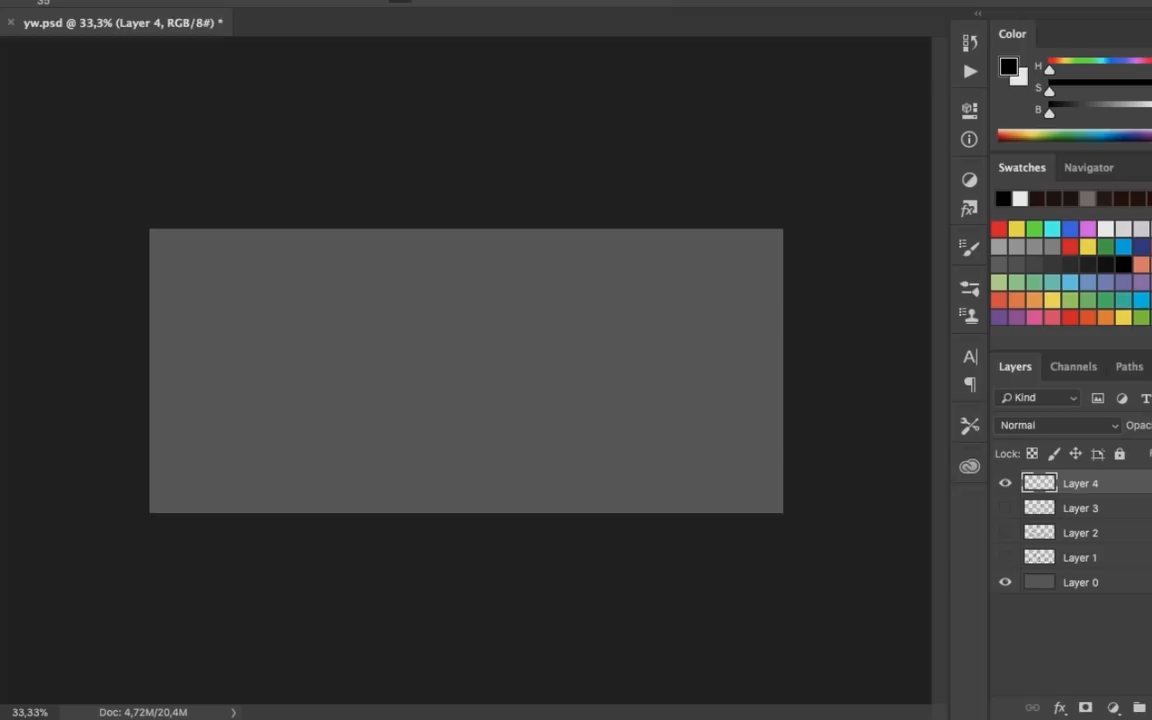 35
× yw.psd @ 33,3% (Layer 4, RGB/8#) *
Color
H
S
B
Swatches Navigator
Layers Channels Paths
Kind
Normal Opac
Lock:
Layer 4
Layer 3
Layer 2
Layer 1
Layer 0
fx
33,33% Doc: 4,72M/20,4M